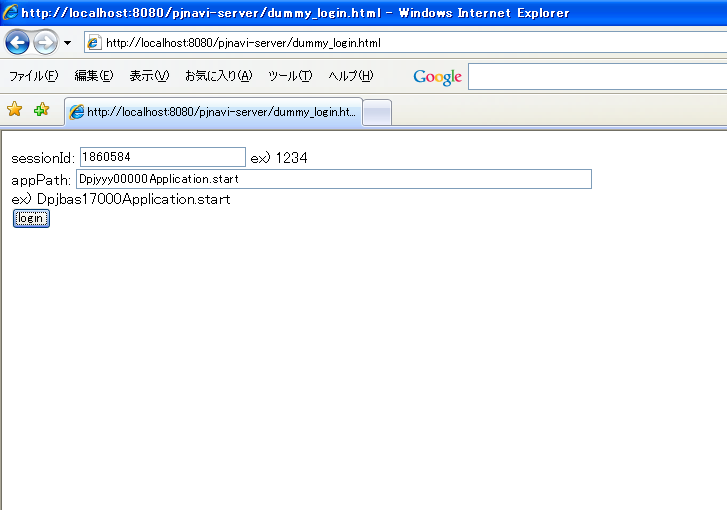 http://localhost:8080/pjnavi-server/dummy_login.html - Windows Internet Explorer
http://localhost:8080/pjnavi-server/dummy_login.html
ファイル(F) 編集(E) 表示(V) お気に入り(A) ツール(T) ヘルプ(H) Google
http://localhost:8080/pjnavi-server/dummy_login.ht...
sessionId: 1860584 ex) 1234
appPath: Dpjyyy00000Application.start
ex) Dpjbas17000Application.start
login